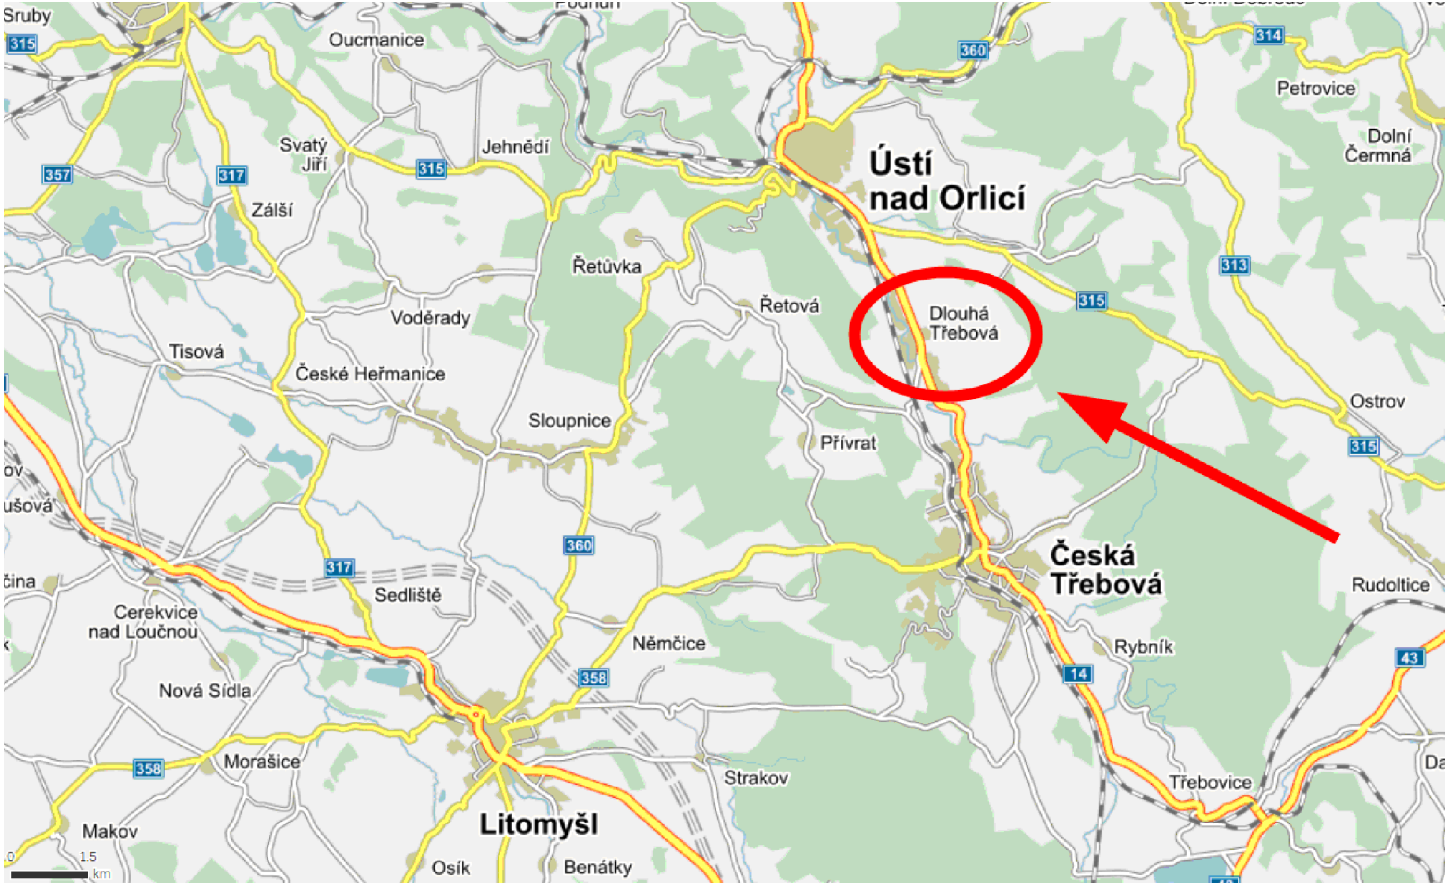 Sruby
315
Oucmanice
360
314
Petrovice
Dolní
Čermná
Svatý
Jiří
Jehnědí
315
357
317
Zálší
Ústí
nad Orlicí
Řetůvka
313
315
Řetová
Dlouhá
Třebová
Voděrady
Tisová
České Heřmanice
Sloupnice
Přívrat
Ostrov
315
ušová
360
317
Česká
Třebová
Rudoltice
čina
Sedliště
Cerekvice
nad Loučnou
Němčice
Rybník
43
14
358
Nová Sídla
Morašice
358
Strakov
Třebovice
Litomyšl
Makov
Osík
Benátky
0 1.5
km